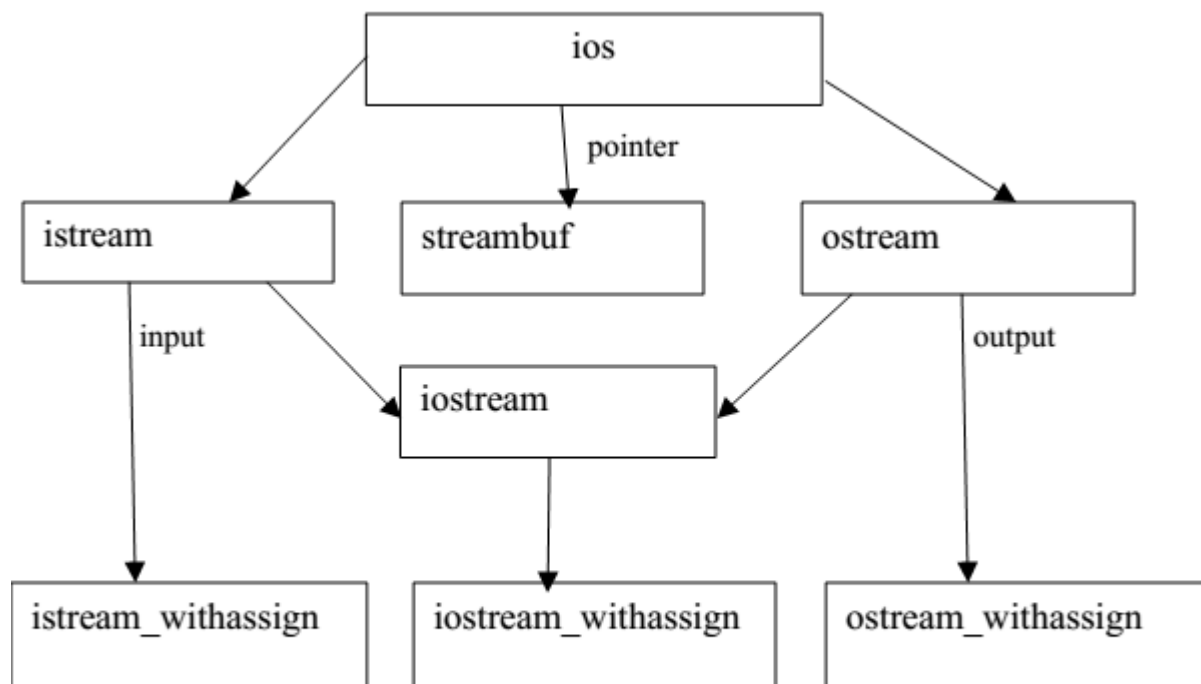 ios
pointer
istream
streambuf
ostream
input
output
iostream
istream_withassign
iostream_withassign
ostream_withassign